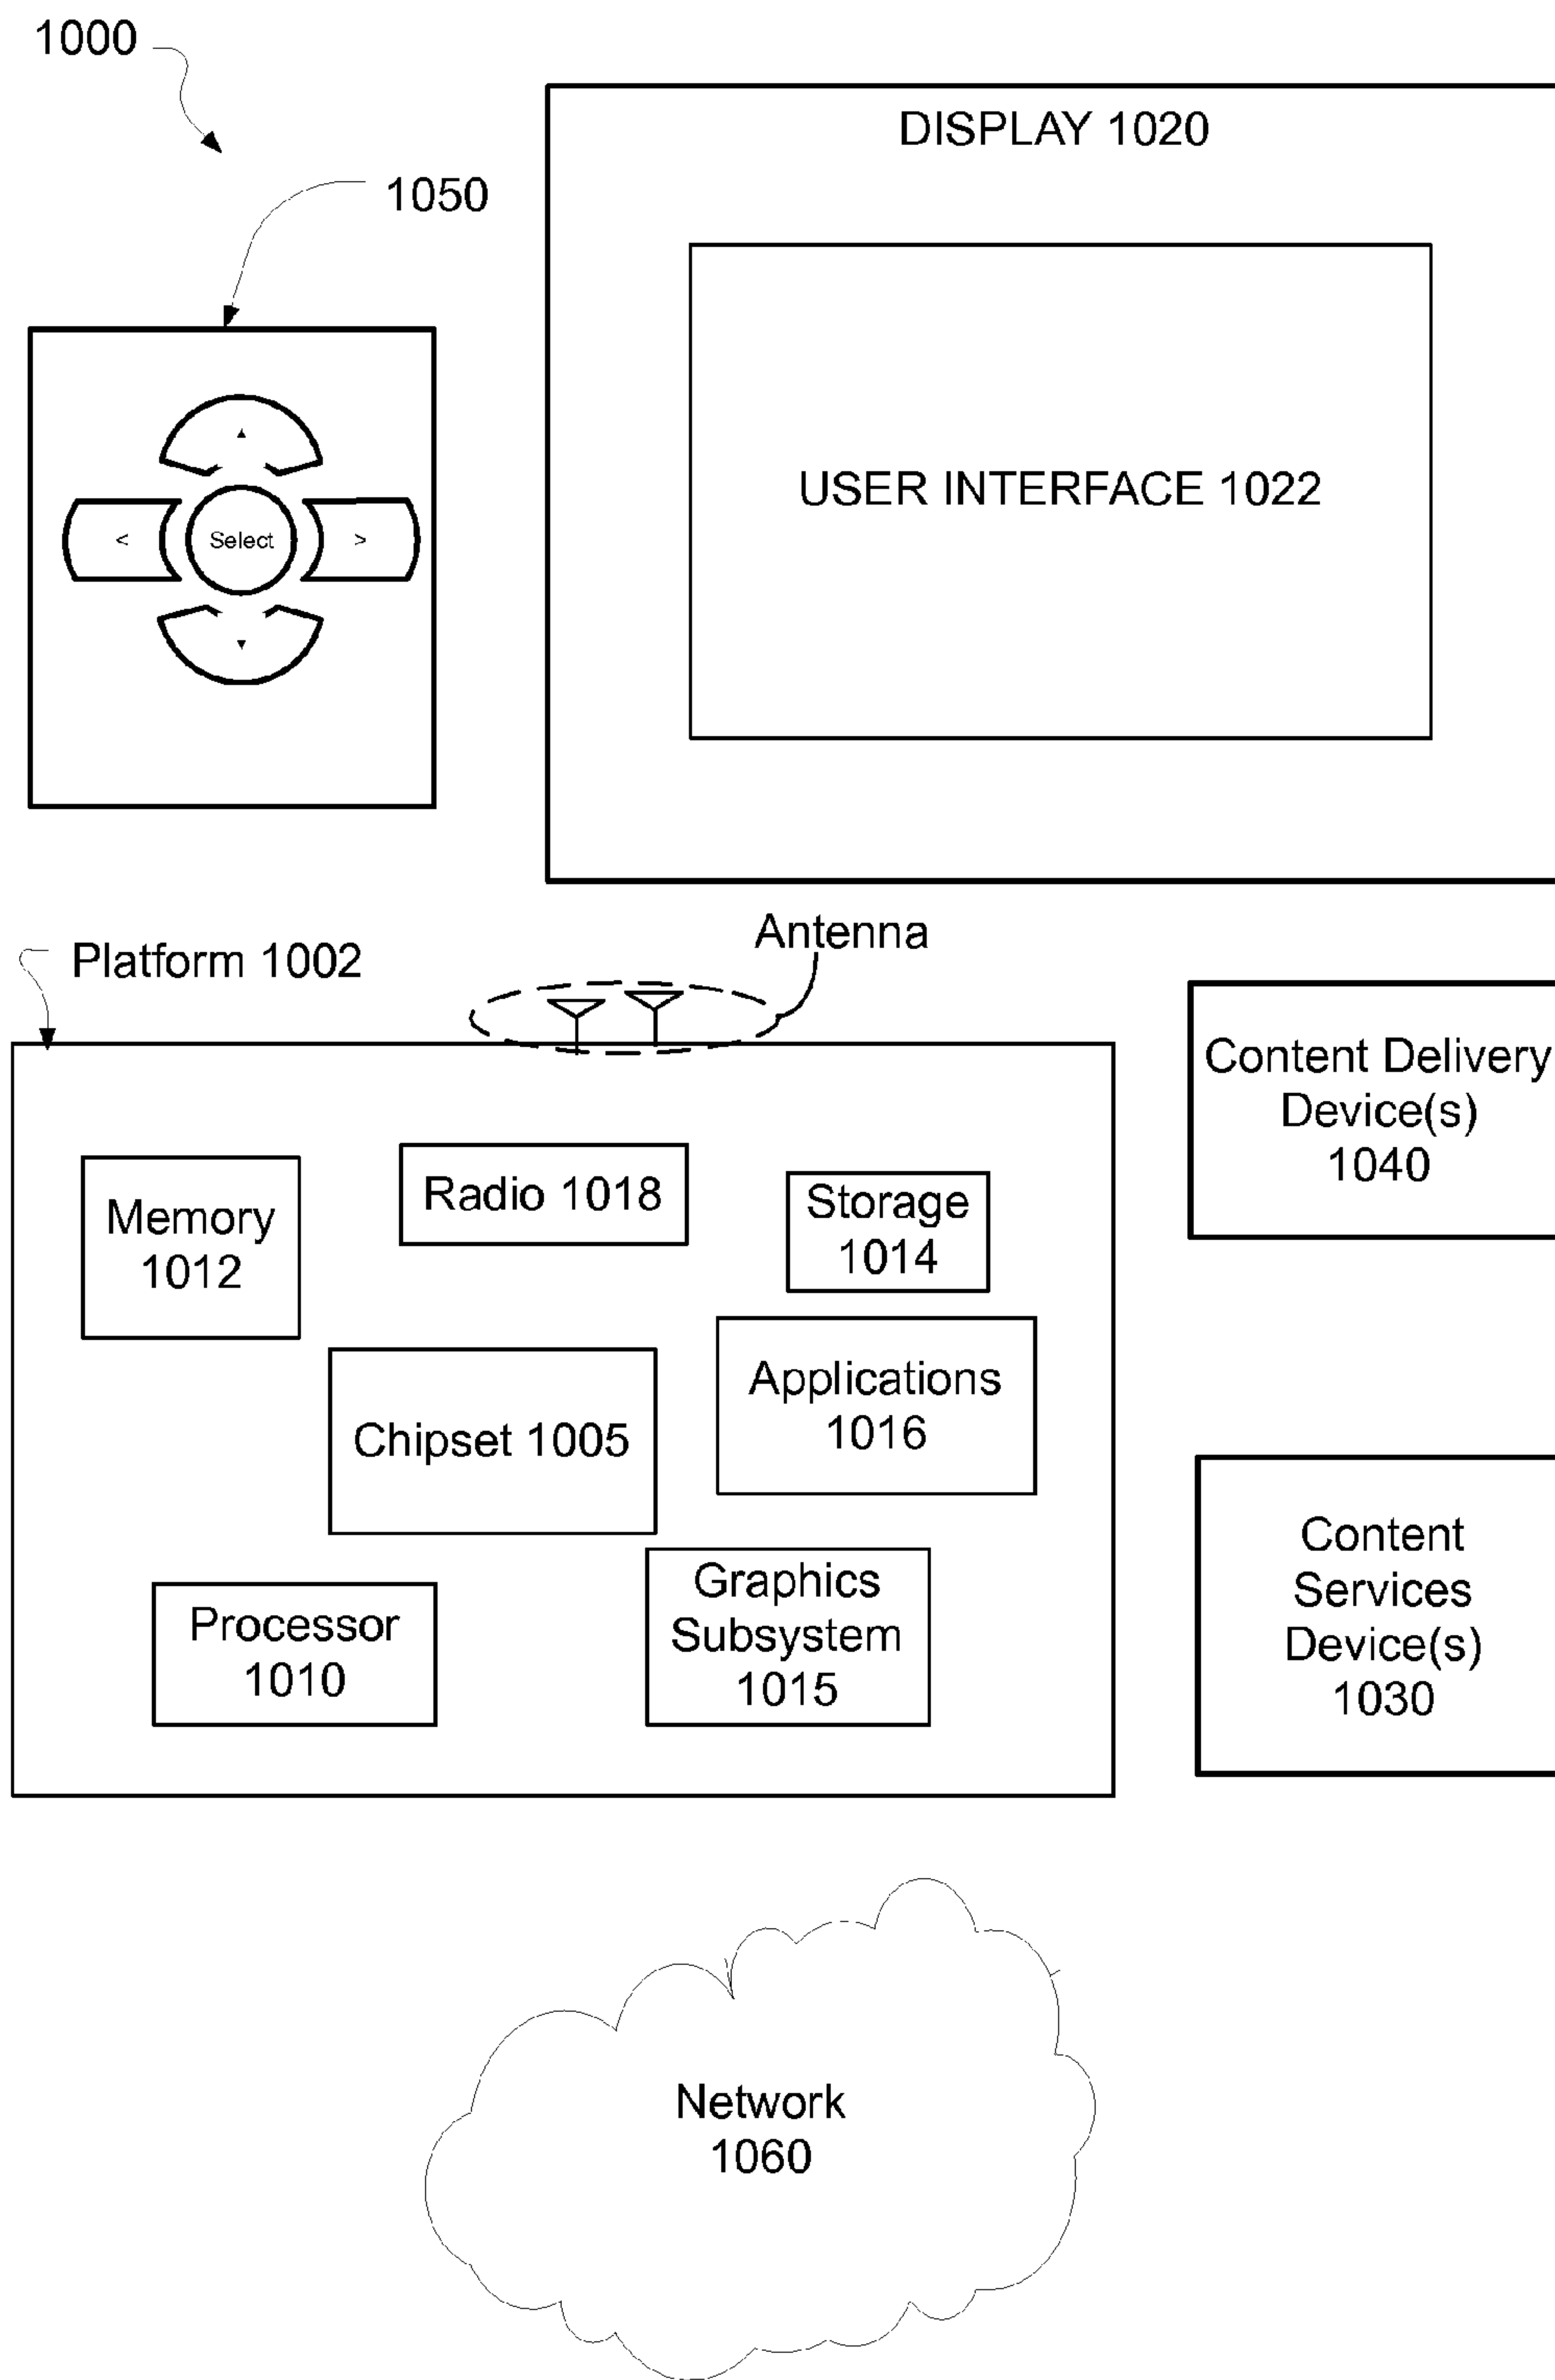 1000
DISPLAY 1020
1050
USER INTERFACE 1022
<
Select
>
Antenna
Platform 1002
Content Delivery
Device(s)
1040
Memory
1012
Radio 1018
Storage
1014
Applications
1016
Chipset 1005
Content
Services
Device(s)
1030
Processor
1010
Graphics
Subsystem
1015
Network
1060